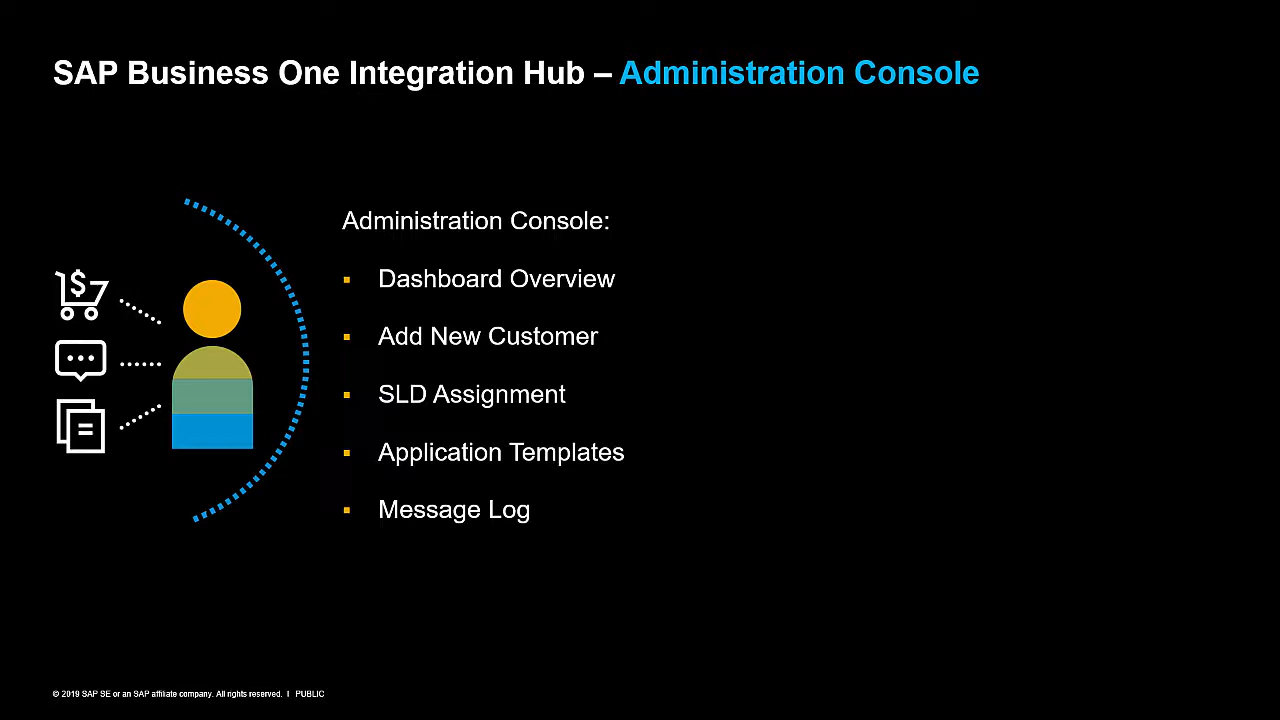 SAP Business One Integration Hub – Administration Console
Administration Console:
▪ Dashboard Overview
▪ Add New Customer
▪ SLD Assignment
▪ Application Templates
▪ Message Log
© 2019 SAP SE or an SAP affiliate company. All rights reserved. ǀ PUBLIC